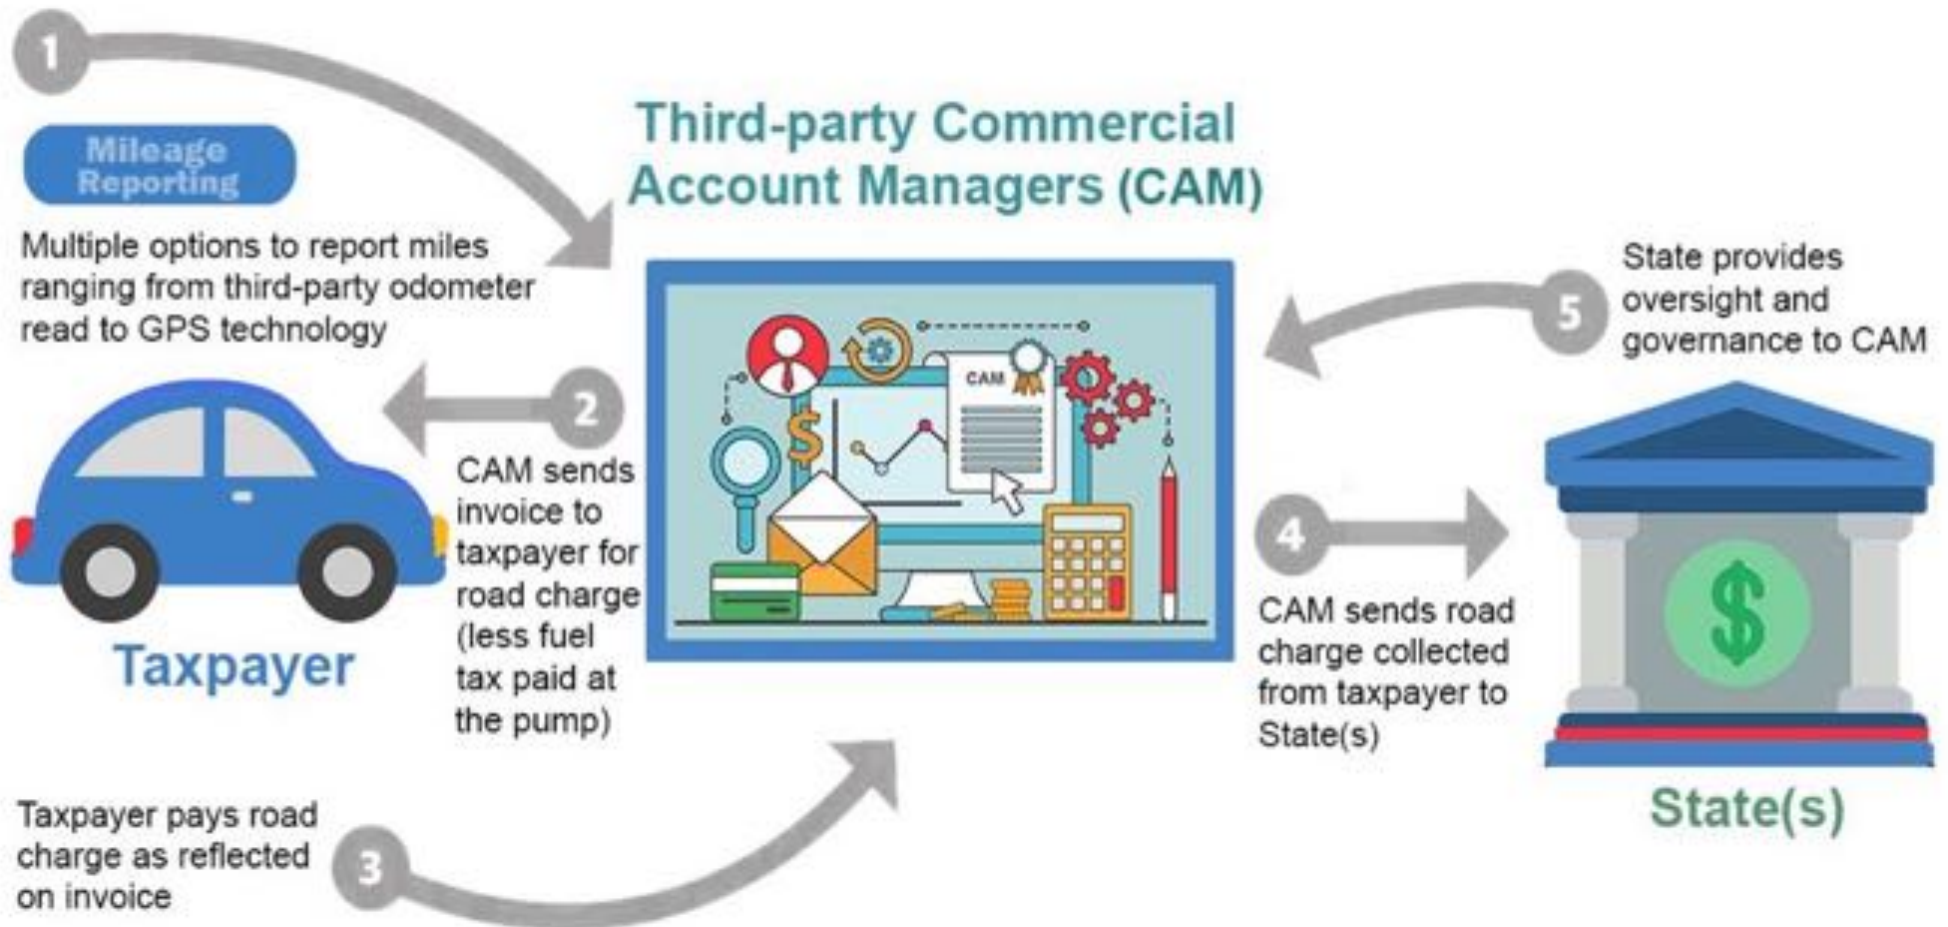 1
Mileage
Reporting
Multiple options to report miles
ranging from third-party odometer
read to GPS technology
Third-party Commercial
Account Managers (CAM)
2
CAM sends
invoice to
taxpayer for
road charge
(less fuel
tax paid at
the pump)
Taxpayer
CAM
$
5
State provides
oversight and
governance to CAM
4
CAM sends road
charge collected
from taxpayer to
State(s)
$
State(s)
Taxpayer pays road
charge as reflected
on invoice
3